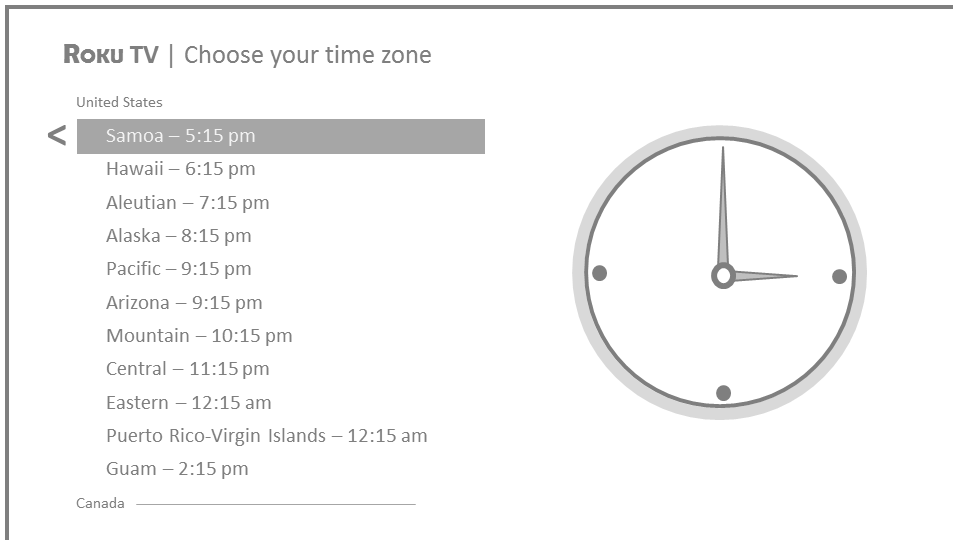 ROKU TV | Choose your time zone
United States
<
Samoa – 5:15 pm
Hawaii – 6:15 pm
Aleutian – 7:15 pm
Alaska – 8:15 pm
Pacific – 9:15 pm
Arizona – 9:15 pm
Mountain – 10:15 pm
Central – 11:15 pm
Eastern – 12:15 am
Puerto Rico-Virgin Islands – 12:15 am
Guam – 2:15 pm
Canada